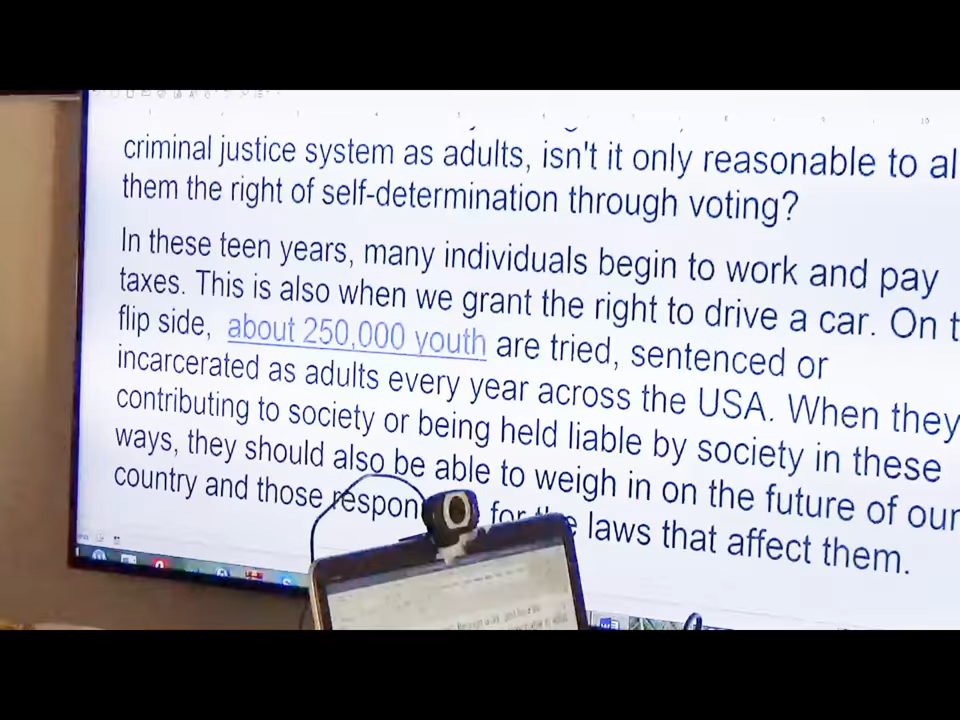 criminal justice system as adults, isn't it only reasonable to al
them the right of self-determination through voting?
In these teen years, many individuals begin to work and pay
taxes. This is also when we grant the right to drive a car. On t
flip side, about 250,000 youth are tried, sentenced or
incarcerated as adults every year across the USA. When they
contributing to society or being held liable by society in these
ways, they should also be able to weigh in on the future of our
country and those respon for the laws that affect them.